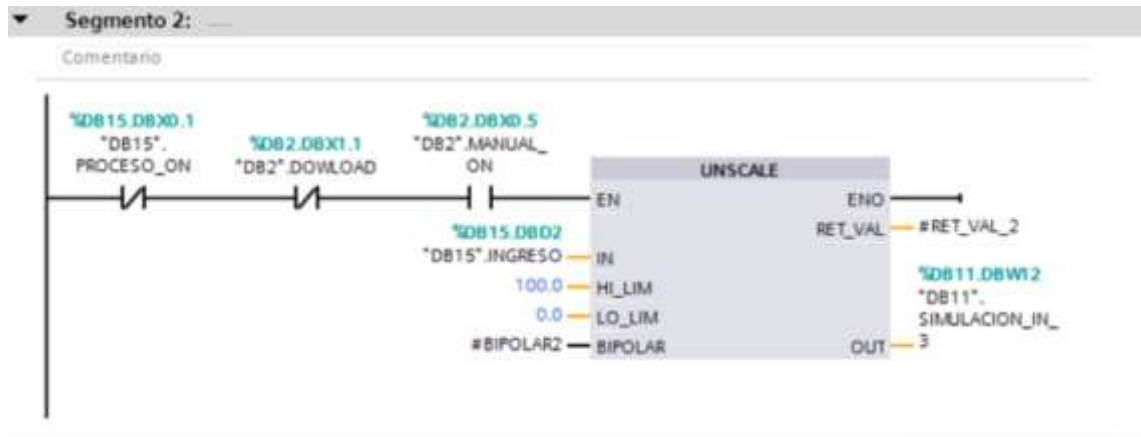 Segmento 2:
Comentario
%DB15.DBX0.1
"DB15".
PROCESO_ON
%DB2.DBX1.1
"DB2".DOWLOAD
%DB2.DBX0.5
"DB2".MANUAL_
ON
UNSCALE
EN
ENO
%DB15.DBD2
"DB15".INGRESO
IN
100.0
HI_LIM
0.0
LO_LIM
#BIPOLAR2
BIPOLAR
RET_VAL
#RET_VAL_2
%DB11.DBW12
"DB11".
SIMULACION_IN_
3
OUT